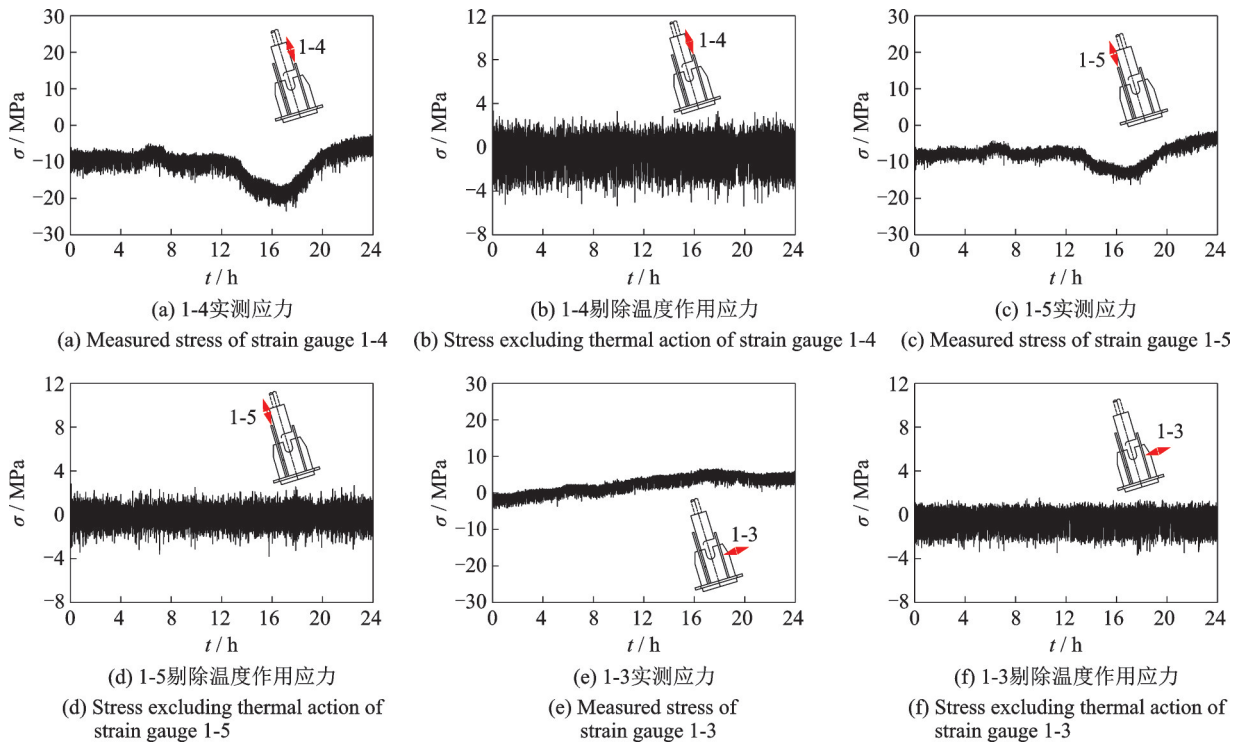 30
20
10
0
−10
−20
−30
σ / MPa
1-4
0 4 8 12 16 20 24
t / h
(a) 1-4实测应力
(a) Measured stress of strain gauge 1-4
12
8
4
0
−4
−8
σ / MPa
1-4
0 4 8 12 16 20 24
t / h
(b) 1-4剔除温度作用应力
(b) Stress excluding thermal action of strain gauge 1-4
30
20
10
0
−10
−20
−30
σ / MPa
1-5
0 4 8 12 16 20 24
t / h
(c) 1-5实测应力
(c) Measured stress of strain gauge 1-5
12
8
4
0
−4
−8
σ / MPa
1-5
0 4 8 12 16 20 24
t / h
(d) 1-5剔除温度作用应力
(d) Stress excluding thermal action of
strain gauge 1-5
30
20
10
0
−10
−20
−30
σ / MPa
1-3
0 4 8 12 16 20 24
t / h
(e) 1-3实测应力
(e) Measured stress of
strain gauge 1-3
12
8
4
0
−4
−8
σ / MPa
1-3
0 4 8 12 16 20 24
t / h
(f) 1-3剔除温度作用应力
(f) Stress excluding thermal action of
strain gauge 1-3